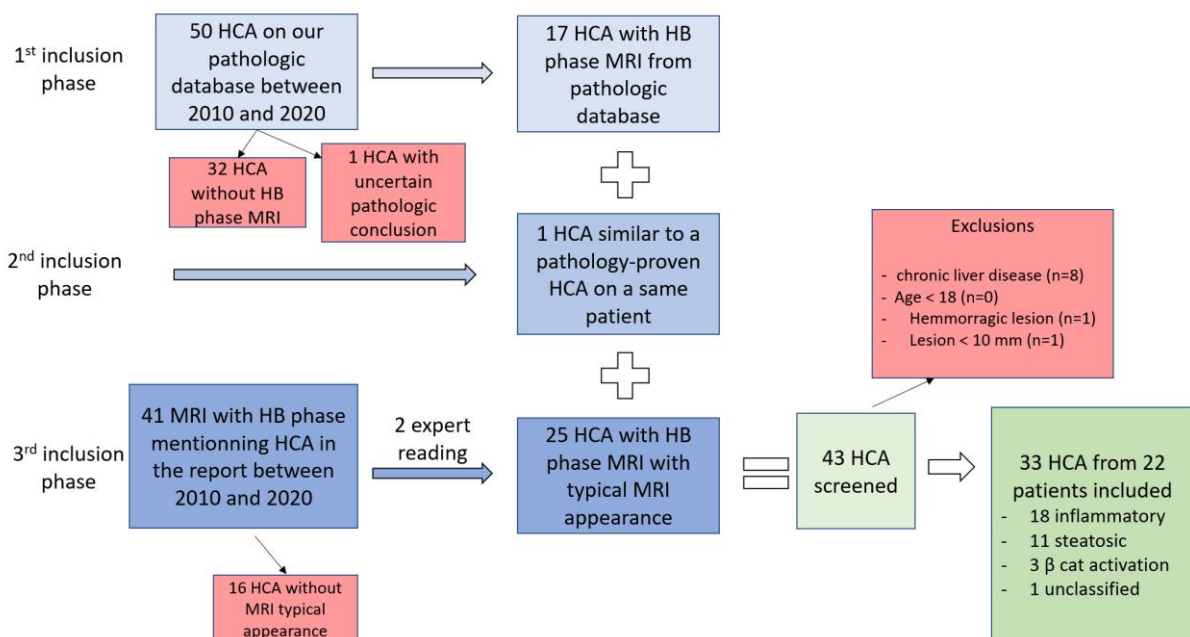 1st inclusion
phase
50 HCA on our
pathologic
database between
2010 and 2020
17 HCA with HB
phase MRI from
pathologic
database
32 HCA
without HB
phase MRI
1 HCA with
uncertain
pathologic
conclusion
2nd inclusion
phase
1 HCA similar to a
pathology-proven
HCA on a same
patient
Exclusions
- chronic liver disease (n=8)
- Age < 18 (n=0)
- Hemmorragic lesion (n=1)
- Lesion < 10 mm (n=1)
3rd inclusion
phase
41 MRI with HB phase
mentionning HCA in
the report between
2010 and 2020
2 expert
reading
25 HCA with HB
phase MRI with
typical MRI
appearance
43 HCA
screened
33 HCA from 22
patients included
- 18 inflammatory
- 11 steatosic
- 3 β cat activation
- 1 unclassified
16 HCA without
MRI typical
appearance